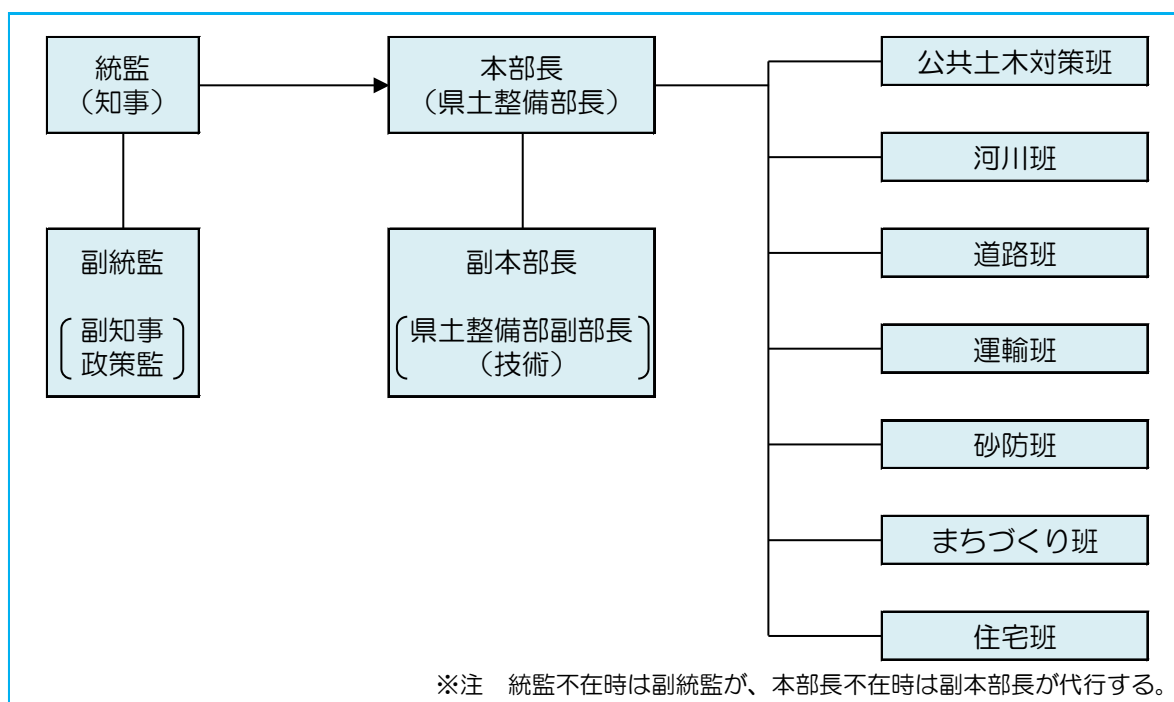 統監
（知事）
本部長
（県土整備部長）
副統監
副知事
政策監
副本部長
県土整備部副部長
（技術）
公共土木対策班
河川班
道路班
運輸班
砂防班
まちづくり班
住宅班
※注　統監不在時は副統監が、本部長不在時は副本部長が代行する。